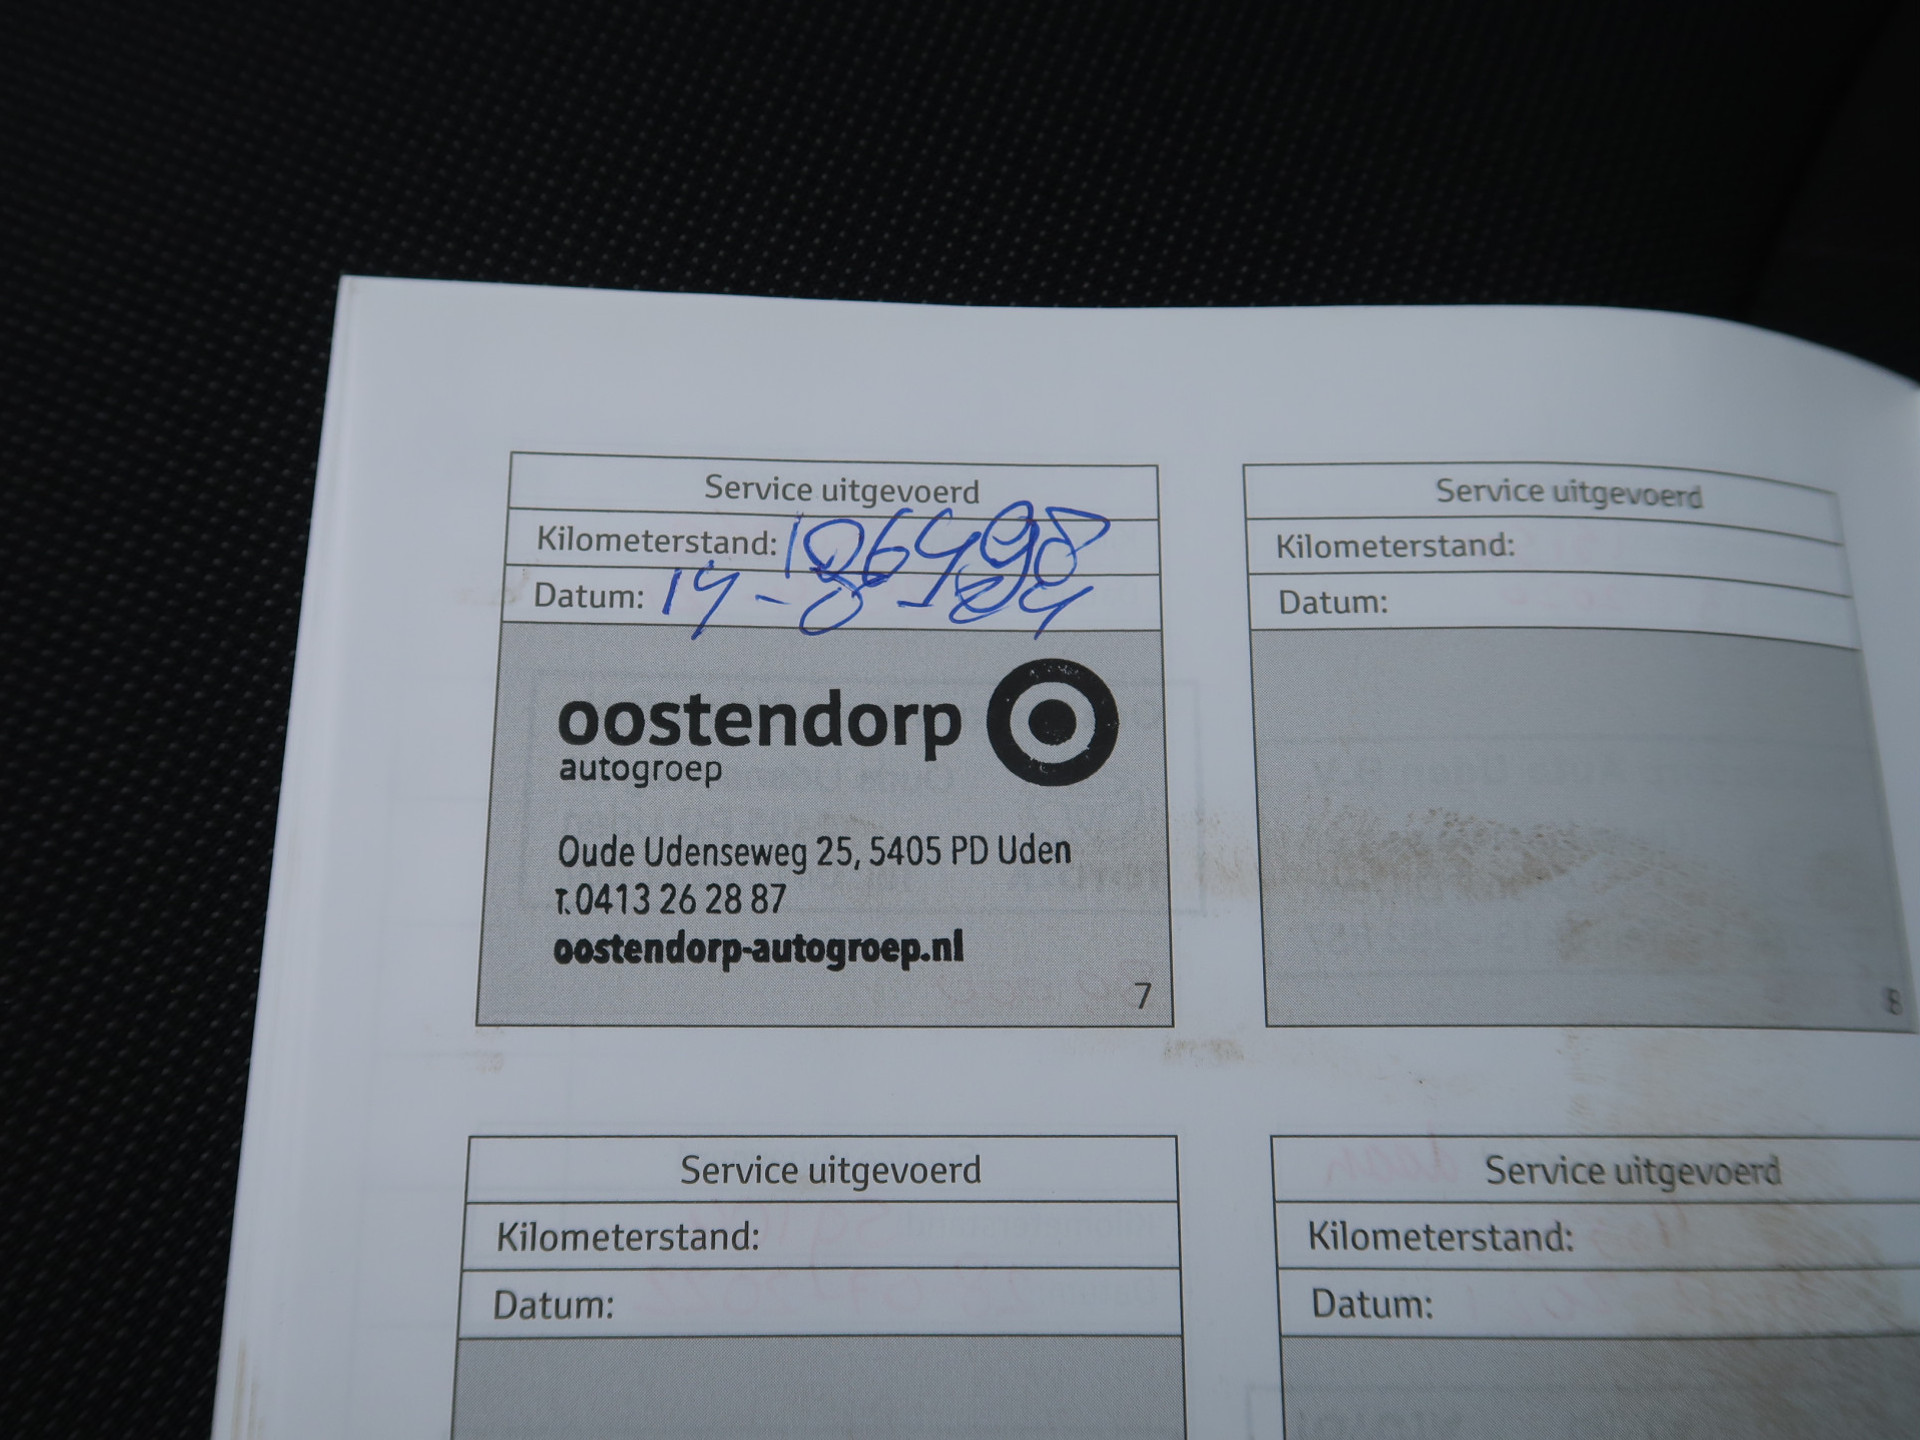 Service uitgevoerd
Kilometerstand: 106498
Datum: 14-8-24
oostendorp
autogroep
Oude Udenseweg 25, 5405 PD Uden
T.0413 26 28 87
oostendorp-autogroep.nl
7
Service uitgevoerd
Kilometerstand:
Datum:
8
Service uitgevoerd
Kilometerstand:
Datum:
Service uitgevoerd
Kilometerstand:
Datum: